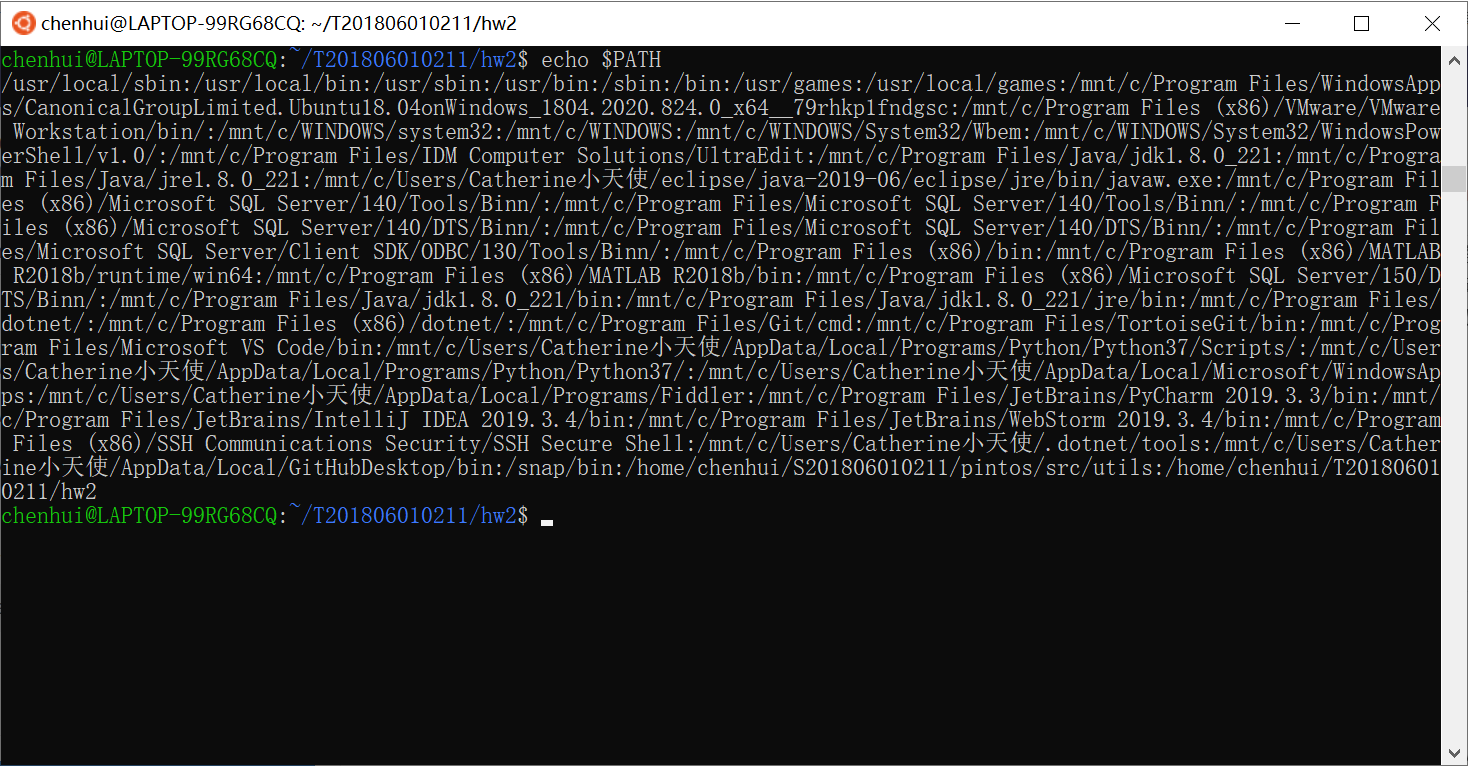 chenhui@LAPTOP-99RG68CQ: ~/T201806010211/hw2
chenhui@LAPTOP-99RG68CQ:~/T201806010211/hw2$ echo $PATH
/usr/local/sbin:/usr/local/bin:/usr/sbin:/usr/bin:/sbin:/bin:/usr/games:/usr/local/games:/mnt/c/Program Files/WindowsApp
s/CanonicalGroupLimited.Ubuntu18.04onWindows_1804.2020.824.0_x64__79rhkp1fndgsc:/mnt/c/Program Files (x86)/VMware/VMware
 Workstation/bin/:/mnt/c/WINDOWS/system32:/mnt/c/WINDOWS:/mnt/c/WINDOWS/System32/Wbem:/mnt/c/WINDOWS/System32/WindowsPow
erShell/v1.0/:/mnt/c/Program Files/IDM Computer Solutions/UltraEdit:/mnt/c/Program Files/Java/jdk1.8.0_221:/mnt/c/Progra
m Files/Java/jre1.8.0_221:/mnt/c/Users/Catherine小天使/eclipse/java-2019-06/eclipse/jre/bin/javaw.exe:/mnt/c/Program Fil
es (x86)/Microsoft SQL Server/140/Tools/Binn/:/mnt/c/Program Files/Microsoft SQL Server/140/Tools/Binn/:/mnt/c/Program F
iles (x86)/Microsoft SQL Server/140/DTS/Binn/:/mnt/c/Program Files/Microsoft SQL Server/140/DTS/Binn/:/mnt/c/Program Fil
es/Microsoft SQL Server/Client SDK/ODBC/130/Tools/Binn/:/mnt/c/Program Files (x86)/bin:/mnt/c/Program Files (x86)/MATLAB
 R2018b/runtime/win64:/mnt/c/Program Files (x86)/MATLAB R2018b/bin:/mnt/c/Program Files (x86)/Microsoft SQL Server/150/D
TS/Binn/:/mnt/c/Program Files/Java/jdk1.8.0_221/bin:/mnt/c/Program Files/Java/jdk1.8.0_221/jre/bin:/mnt/c/Program Files/
dotnet/:/mnt/c/Program Files (x86)/dotnet/:/mnt/c/Program Files/Git/cmd:/mnt/c/Program Files/TortoiseGit/bin:/mnt/c/Prog
ram Files/Microsoft VS Code/bin:/mnt/c/Users/Catherine小天使/AppData/Local/Programs/Python/Python37/Scripts/:/mnt/c/User
s/Catherine小天使/AppData/Local/Programs/Python/Python37/:/mnt/c/Users/Catherine小天使/AppData/Local/Microsoft/WindowsAp
ps:/mnt/c/Users/Catherine小天使/AppData/Local/Programs/Fiddler:/mnt/c/Program Files/JetBrains/PyCharm 2019.3.3/bin:/mnt/
c/Program Files/JetBrains/IntelliJ IDEA 2019.3.4/bin:/mnt/c/Program Files/JetBrains/WebStorm 2019.3.4/bin:/mnt/c/Program
 Files (x86)/SSH Communications Security/SSH Secure Shell:/mnt/c/Users/Catherine小天使/.dotnet/tools:/mnt/c/Users/Cather
ine小天使/AppData/Local/GitHubDesktop/bin:/snap/bin:/home/chenhui/S201806010211/pintos/src/utils:/home/chenhui/T20180601
0211/hw2
chenhui@LAPTOP-99RG68CQ:~/T201806010211/hw2$